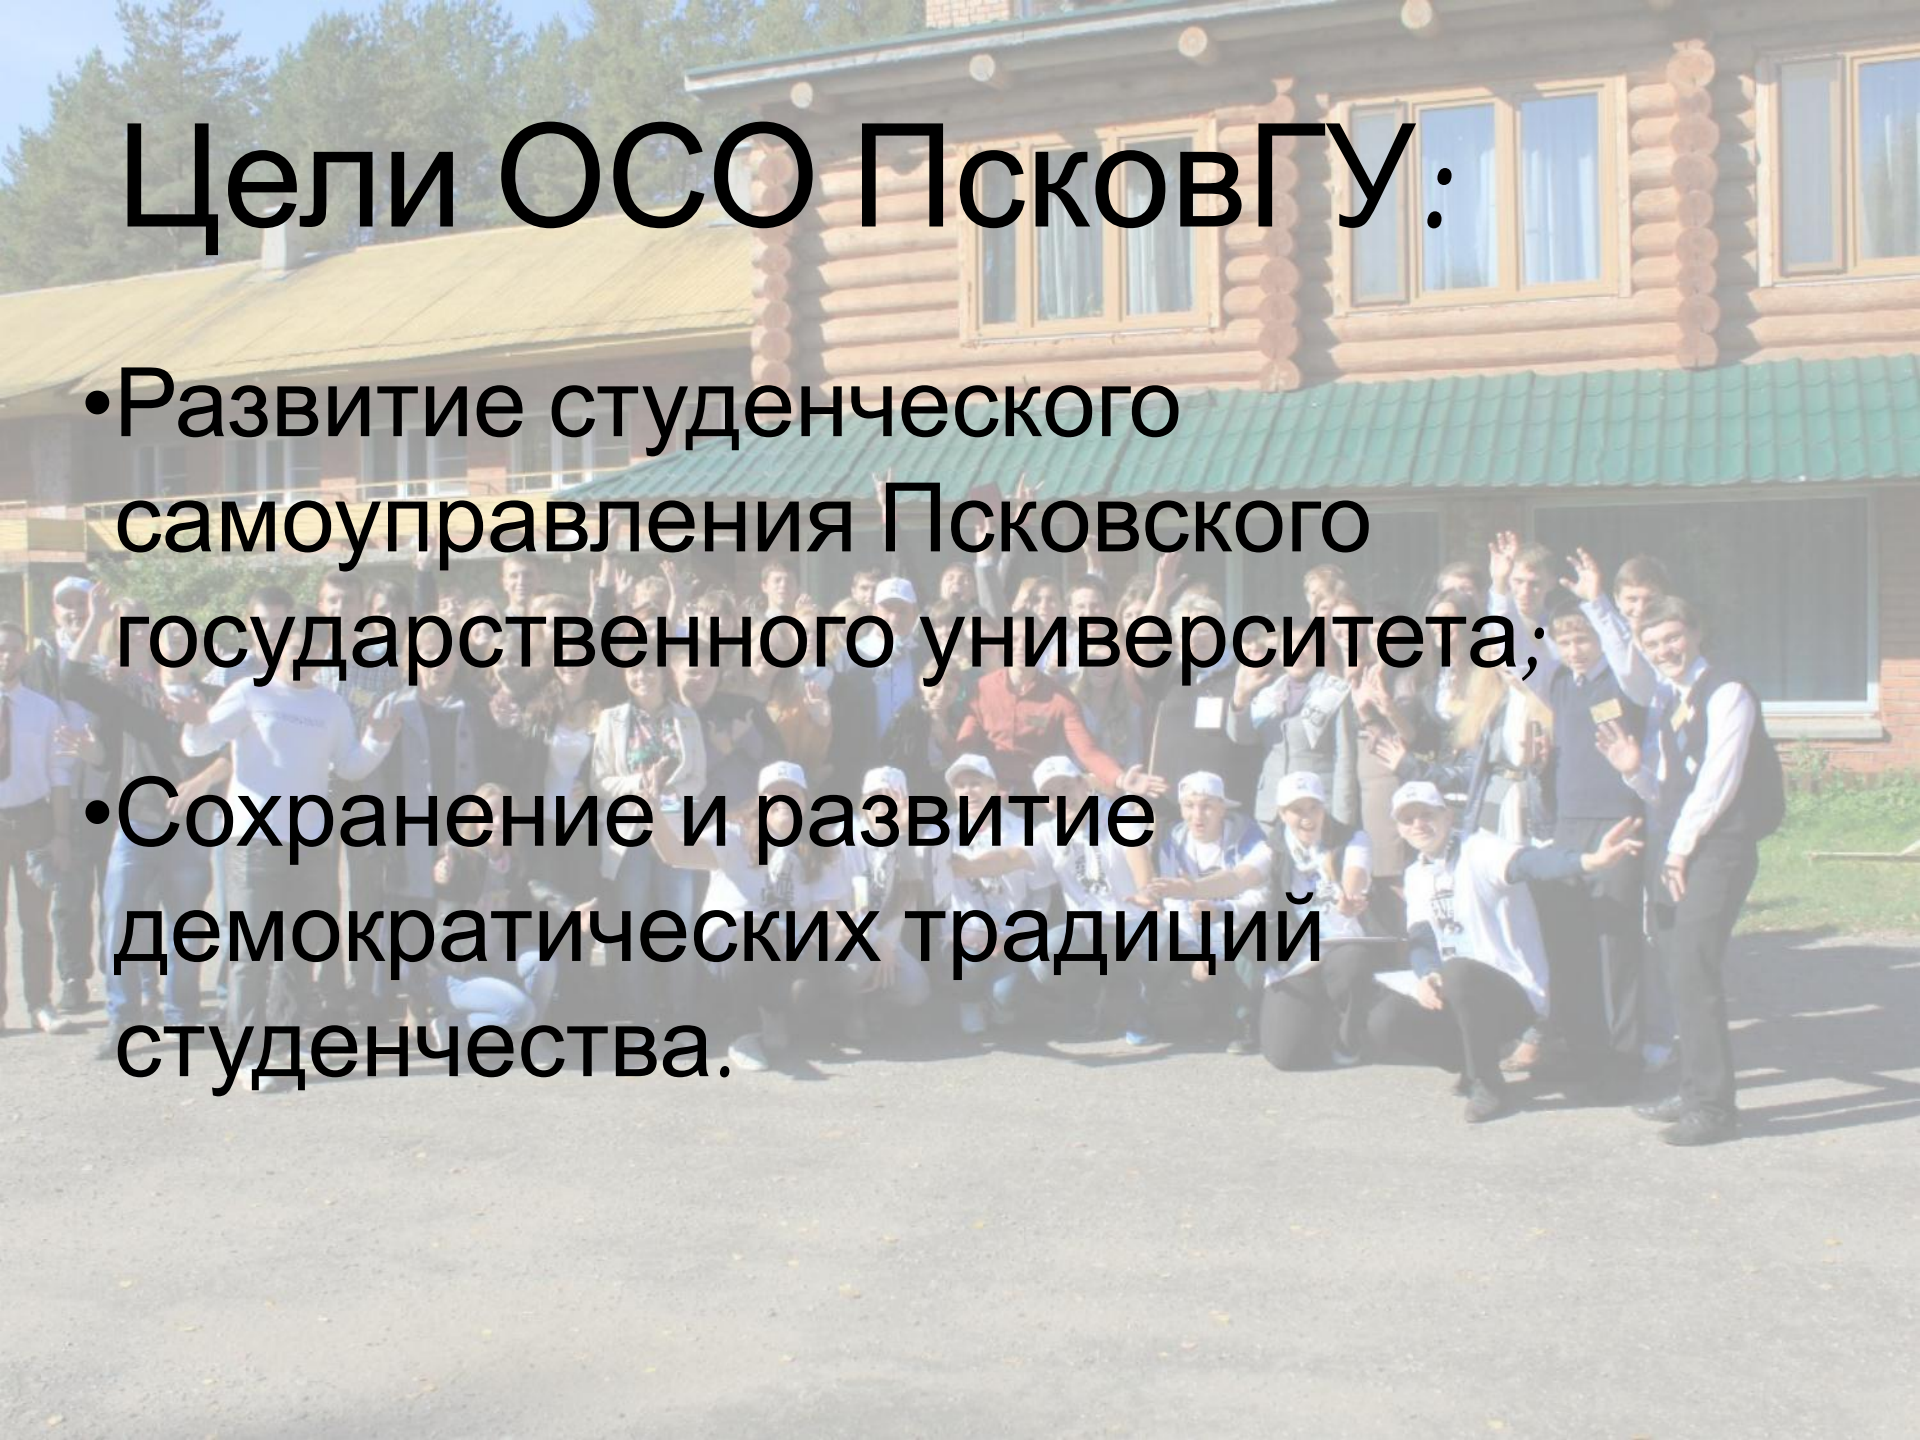 Цели ОСО ПсковГУ:
•Развитие студенческого
самоуправления Псковского
государственного университета;
•Сохранение и развитие
демократических традиций
студенчества.